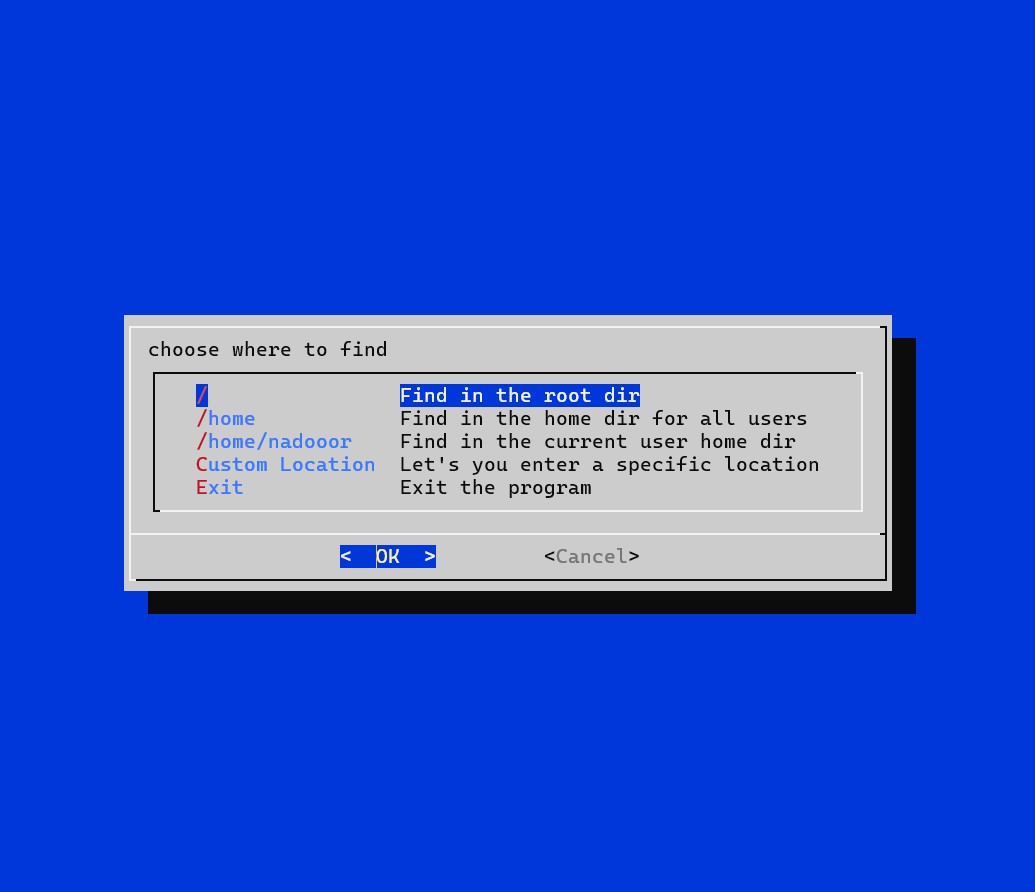 choose where to find
/ Find in the root dir
/home Find in the home dir for all users
/home/nadooor Find in the current user home dir
Custom Location Let's you enter a specific location
Exit Exit the program
< OK > <Cancel>